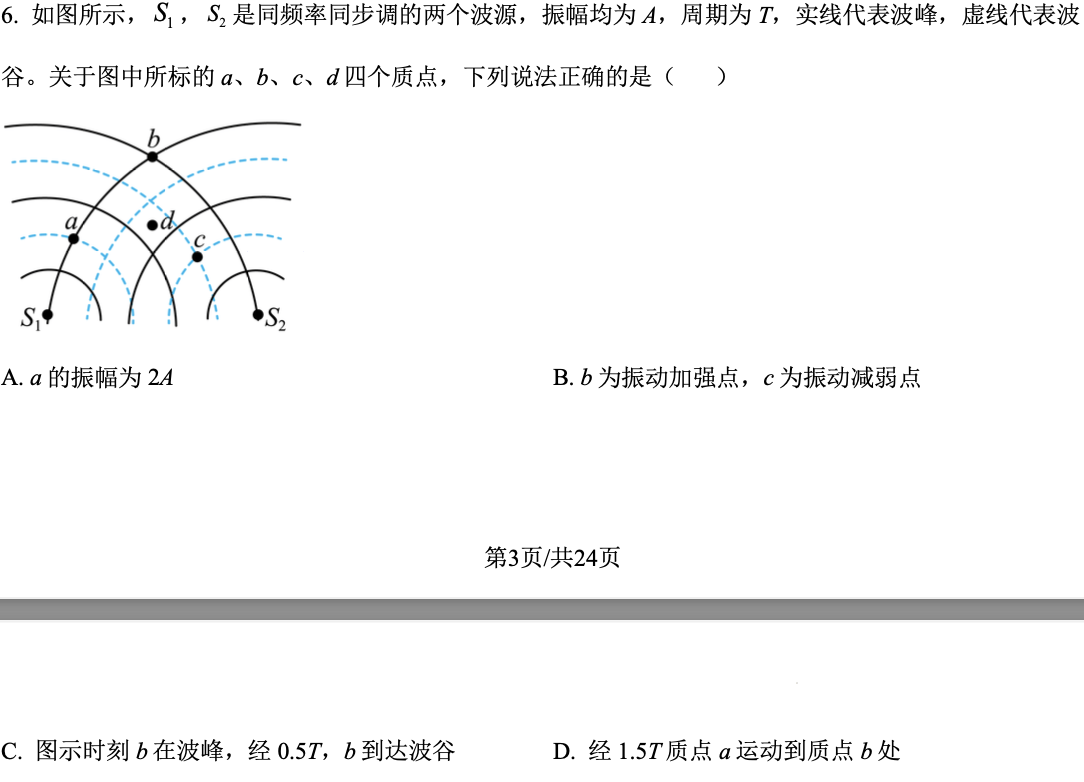 6. 如图所示，S₁，S₂是同频率同步调的两个波源，振幅均为 A，周期为 T，实线代表波峰，虚线代表波
谷。关于图中所标的 a、b、c、d 四个质点，下列说法正确的是（　　）
b
a
d
c
S₁
S₂
A. a 的振幅为 2A
B. b 为振动加强点，c 为振动减弱点
第3页/共24页
C. 图示时刻 b 在波峰，经 0.5T，b 到达波谷
D. 经 1.5T 质点 a 运动到质点 b 处